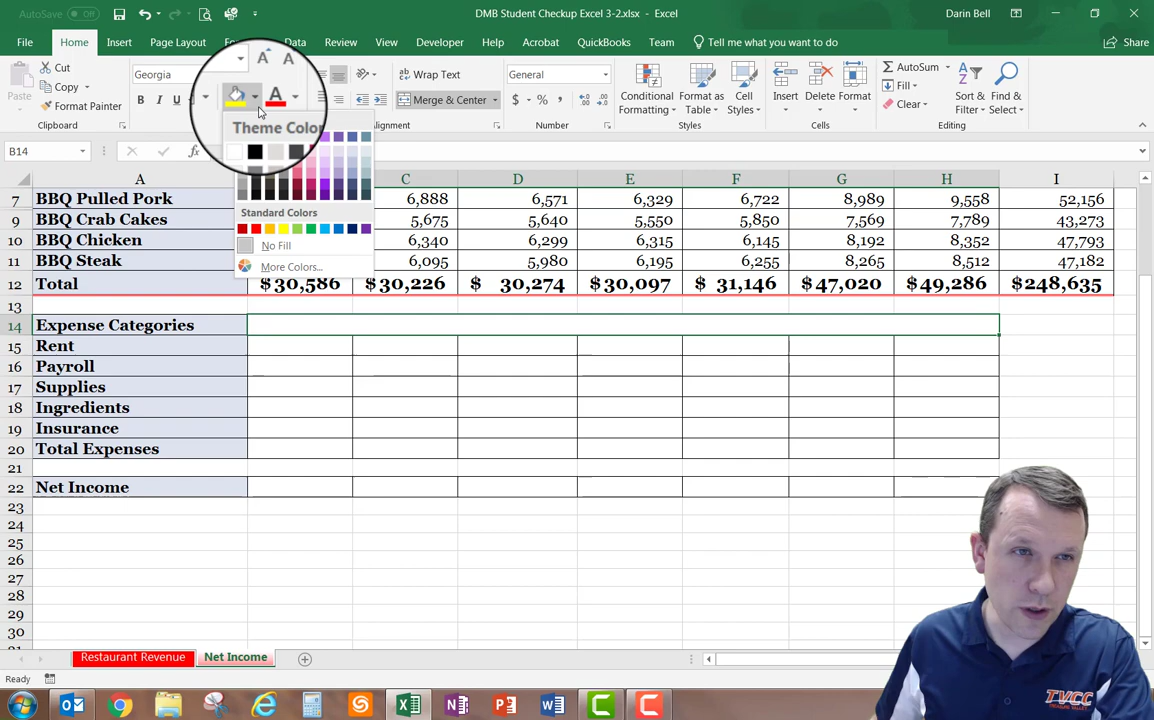 AutoSave Off DMB Student Checkup Excel 3-2.xlsx - Excel Darin Bell
File Home Insert Page Layout Data Review View Developer Help Acrobat QuickBooks Team Tell me what you want to do Share
Cut
Copy
Format Painter
Paste
Clipboard
Georgia A A
B I U A
Theme Color
Standard Colors
No Fill
More Colors...
Wrap Text
Merge & Center
Alignment
General
$ % ,
Number
Conditional Formatting
Format as Table
Cell Styles
Styles
Insert Delete Format
Cells
AutoSum
Fill
Clear
Sort & Filter
Find & Select
Editing
B14 fx
A C D E F G H I
7 BBQ Pulled Pork 6,888 6,571 6,329 6,722 8,989 9,558 52,156
9 BBQ Crab Cakes 5,675 5,640 5,550 5,850 7,569 7,789 43,273
10 BBQ Chicken 6,340 6,299 6,315 6,145 8,192 8,352 47,793
11 BBQ Steak 6,095 5,980 6,195 6,255 8,265 8,512 47,182
12 Total $30,586 $30,226 $ 30,274 $30,097 $ 31,146 $47,020 $49,286 $248,635
13
14 Expense Categories
15 Rent
16 Payroll
17 Supplies
18 Ingredients
19 Insurance
20 Total Expenses
21
22 Net Income
23
24
25
26
27
28
29
30
Restaurant Revenue Net Income
Ready
TVCC